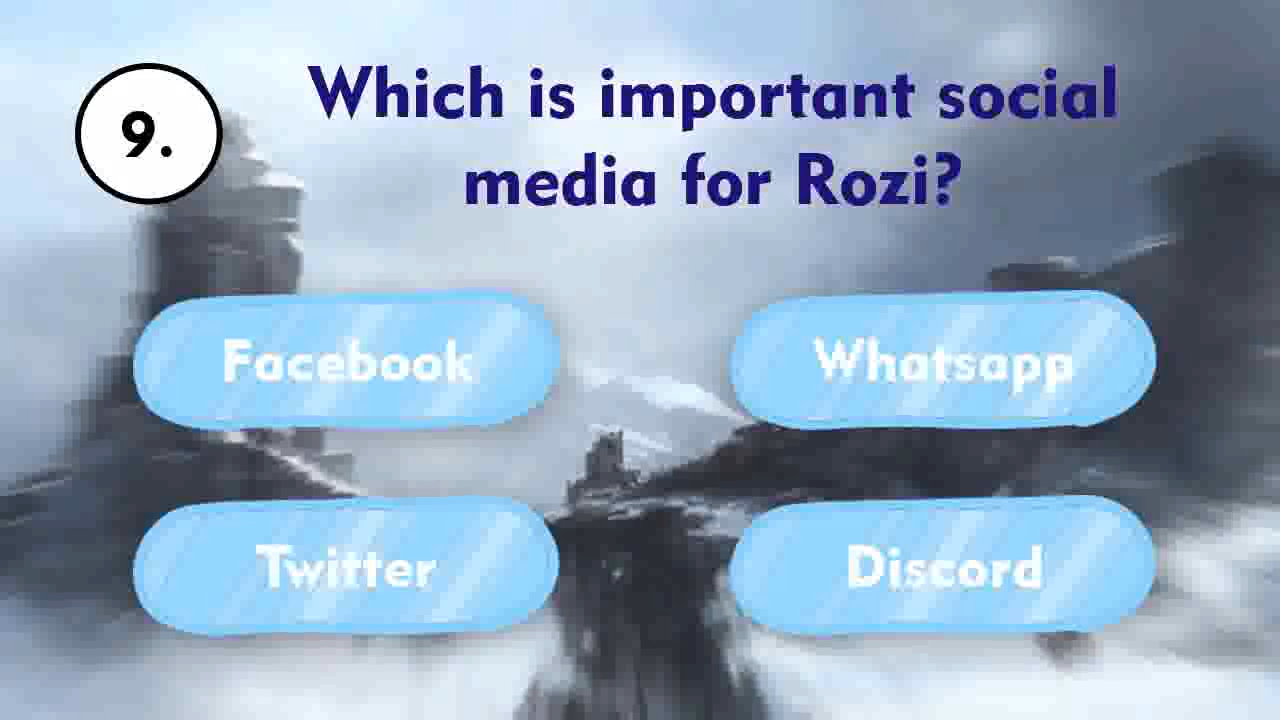 9.
Which is important social
media for Rozi?
Facebook
Whatsapp
Twitter
Discord